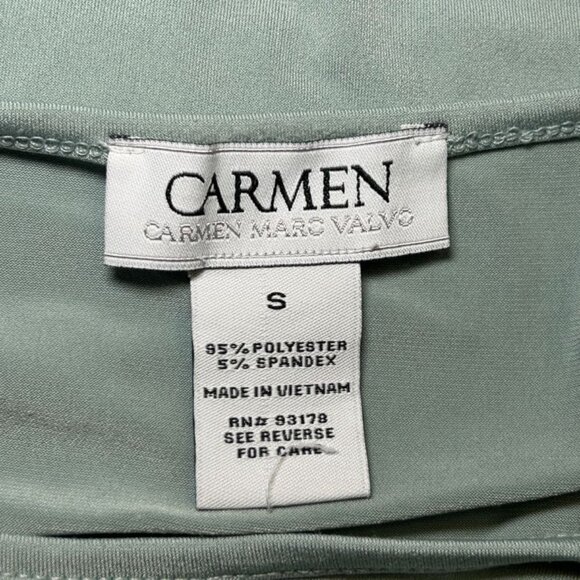 CARMEN
CARMEN MARC VALVO
S
95% POLYESTER
5% SPANDEX
MADE IN VIETNAM
RN# 93178
SEE REVERSE
FOR CARE